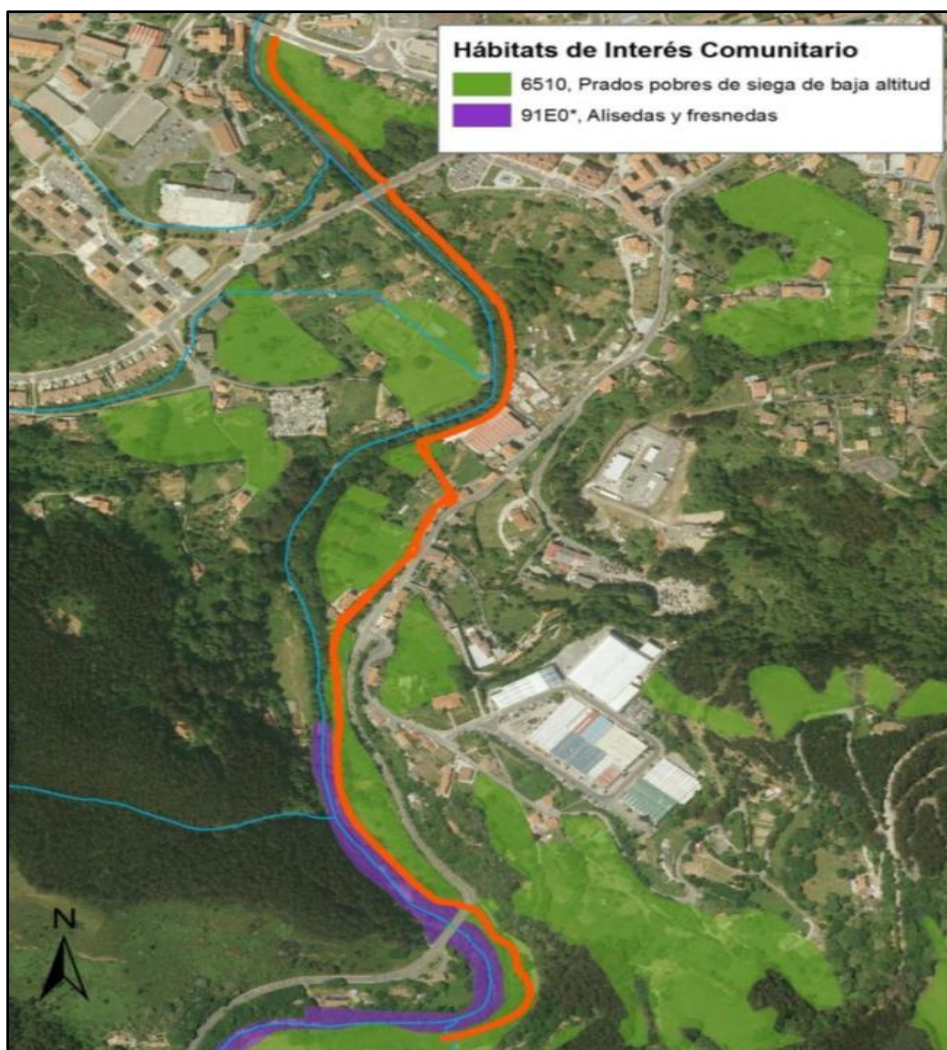 Hábitats de Interés Comunitario
6510, Prados pobres de siega de baja altitud
91E0*, Alisedas y fresnedas
N